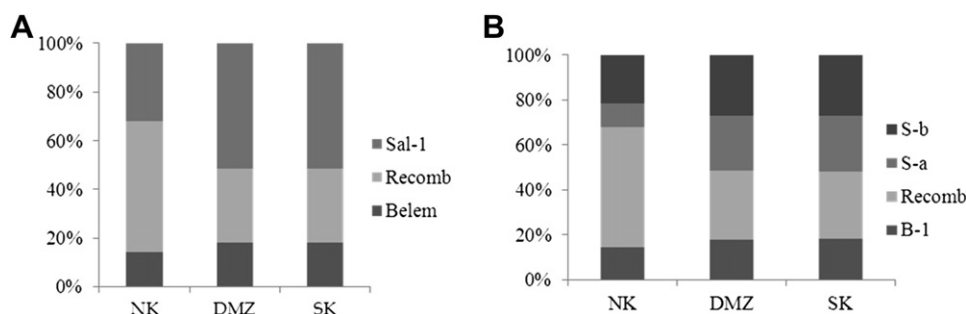 A
100%
80%
60%
40%
20%
0%
NK DMZ SK
Sal-1
Recomb
Belem
B
100%
80%
60%
40%
20%
0%
NK DMZ SK
S-b
S-a
Recomb
B-1